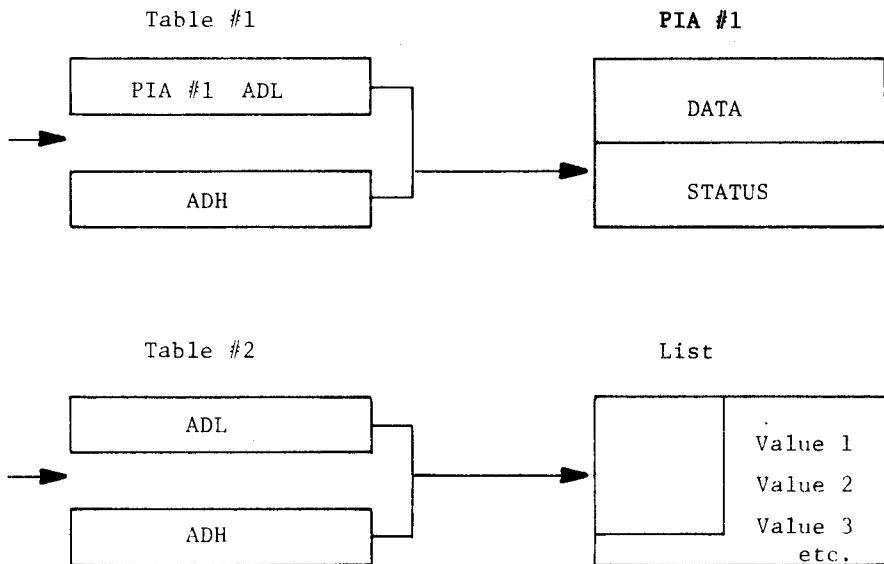 Table #1
PIA #1
PIA #1 ADL
DATA
ADH
STATUS
Table #2
List
ADL
Value 1
Value 2
ADH
Value 3
etc.